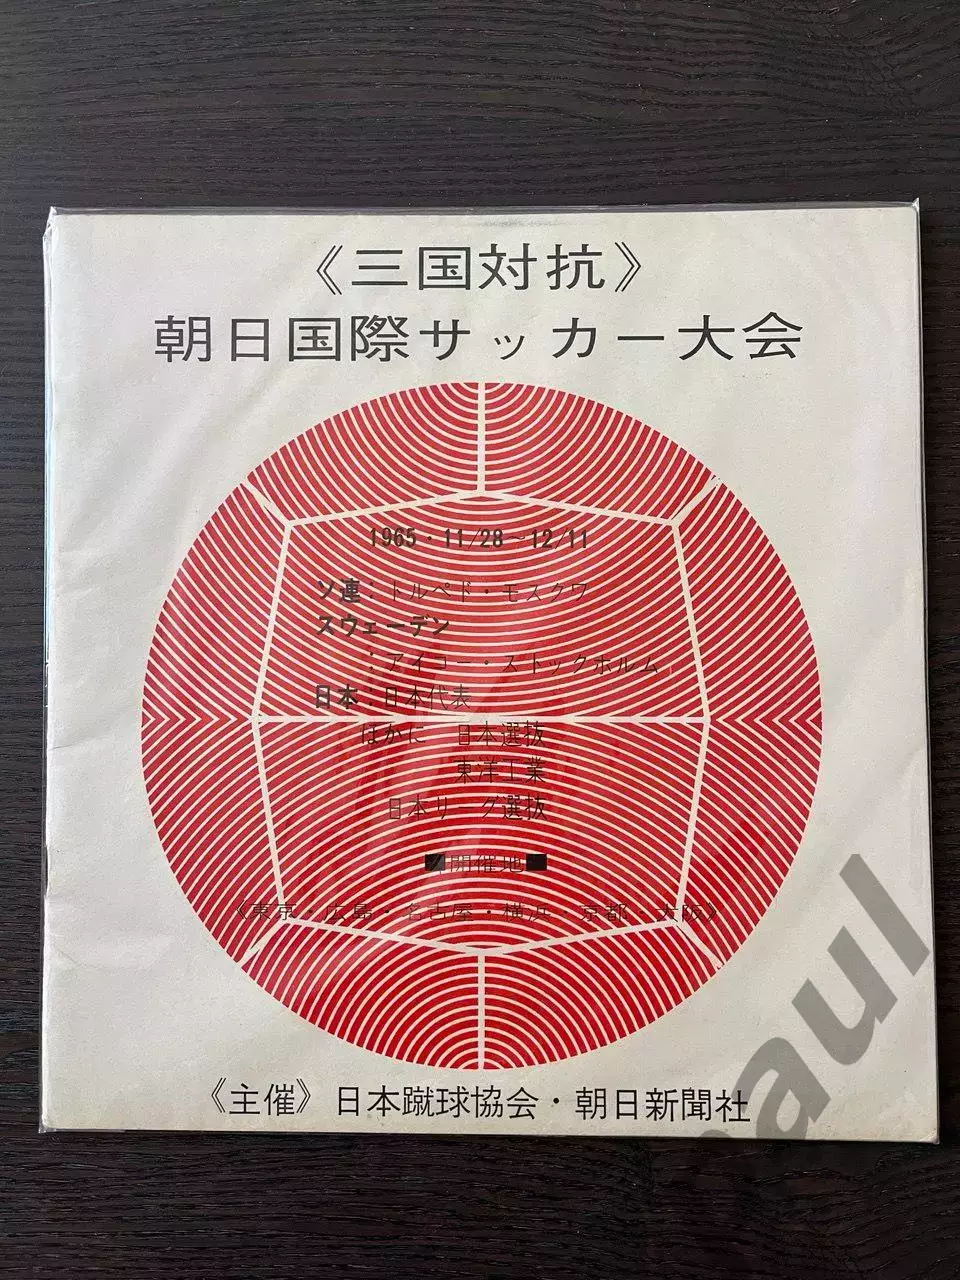 《三国対抗》
朝日国際サッカー大会
1965・11/28〜12/11
ソ連：トルペド・モスクワ
スウェーデン
：アイコー・ストックホルム
日本：日本代表
ほかに 日本選抜
東洋工業
日本リーグ選抜
■開催地■
《東京・広島・名古屋・横浜・京都・大阪》
《主催》日本蹴球協会・朝日新聞社
aul